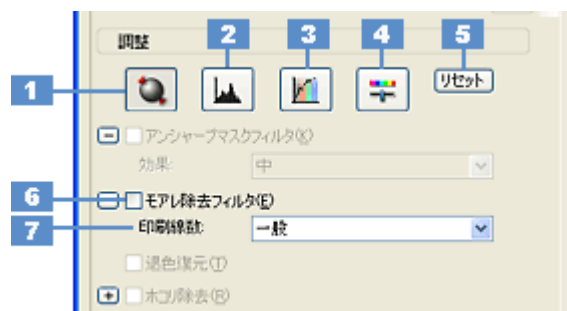 調整
2
3
4
5
1
リセット
アンシャープマスクフィルタ(K)
効果:
中
6
モアレ除去フィルタ(E)
7
印刷線数:
一般
退色復元(T)
ホコリ除去(R)